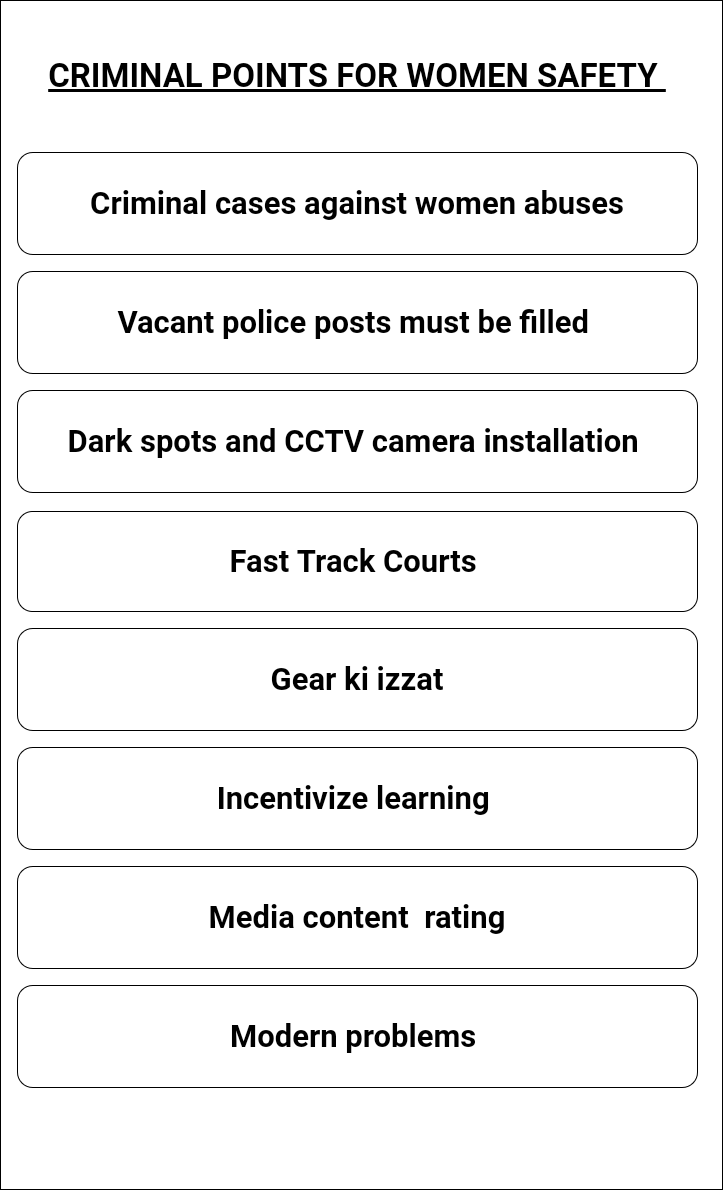 CRIMINAL POINTS FOR WOMEN SAFETY
Criminal cases against women abuses
Vacant police posts must be filled
Dark spots and CCTV camera installation
Fast Track Courts
Gear ki izzat
Incentivize learning
Media content  rating
Modern problems